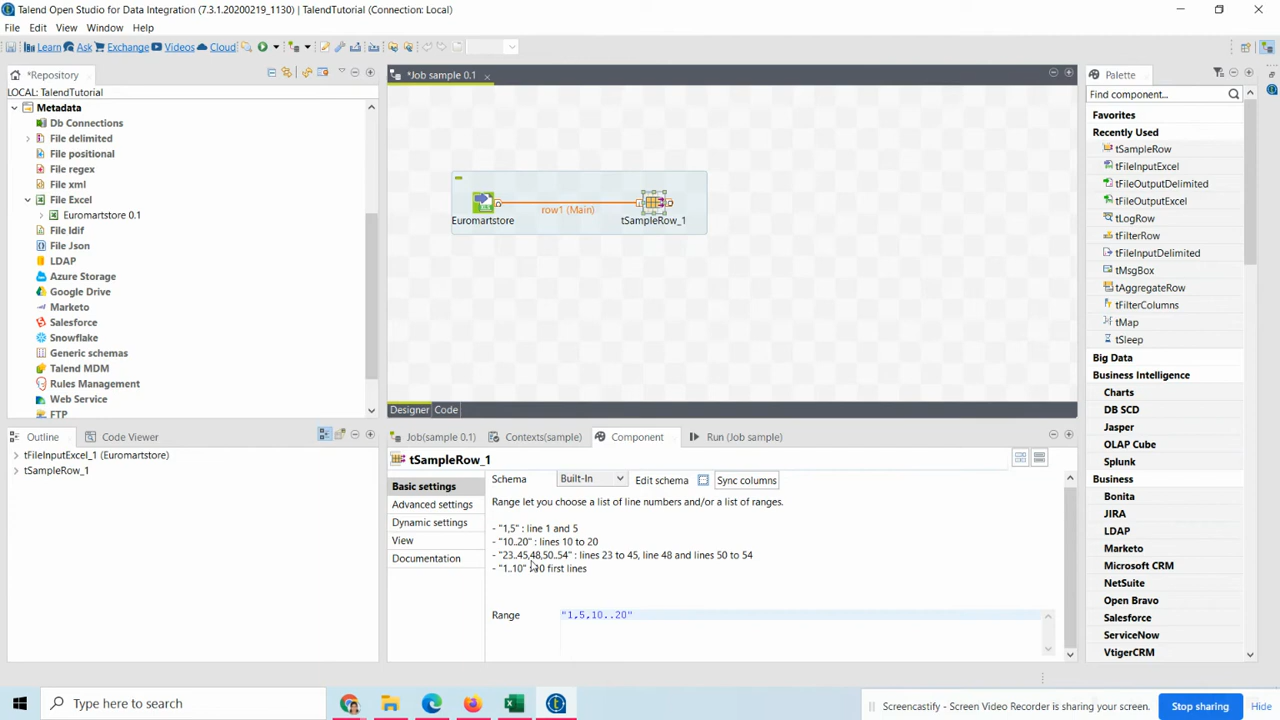 Talend Open Studio for Data Integration (7.3.1.20200219_1130) | TalendTutorial (Connection: Local)
File Edit View Window Help
Learn Ask Exchange Videos Cloud
*Repository
LOCAL: TalendTutorial
Metadata
Db Connections
File delimited
File positional
File regex
File xml
File Excel
Euromartstore 0.1
File ldif
File Json
LDAP
Azure Storage
Google Drive
Marketo
Salesforce
Snowflake
Generic schemas
Talend MDM
Rules Management
Web Service
FTP
*Job sample 0.1
Euromartstore
row1 (Main)
tSampleRow_1
Designer Code
Palette
Find component...
Favorites
Recently Used
tSampleRow
tFileInputExcel
tFileOutputDelimited
tFileOutputExcel
tLogRow
tFilterRow
tFileInputDelimited
tMsgBox
tAggregateRow
tFilterColumns
tMap
tSleep
Big Data
Business Intelligence
Charts
DB SCD
Jasper
OLAP Cube
Splunk
Business
Bonita
JIRA
LDAP
Marketo
Microsoft CRM
NetSuite
Open Bravo
Salesforce
ServiceNow
VtigerCRM
Outline Code Viewer
tFileInputExcel_1 (Euromartstore)
tSampleRow_1
Job(sample 0.1) Contexts(sample) Component Run (Job sample)
tSampleRow_1
Basic settings
Advanced settings
Dynamic settings
View
Documentation
Schema Built-In Edit schema Sync columns
Range let you choose a list of line numbers and/or a list of ranges.
- "1,5" : line 1 and 5
- "10..20" : lines 10 to 20
- "23..45,48,50..54" : lines 23 to 45, line 48 and lines 50 to 54
- "1..10" : 10 first lines
Range "1,5,10..20"
Type here to search
Screencastify - Screen Video Recorder is sharing your screen. Stop sharing Hide